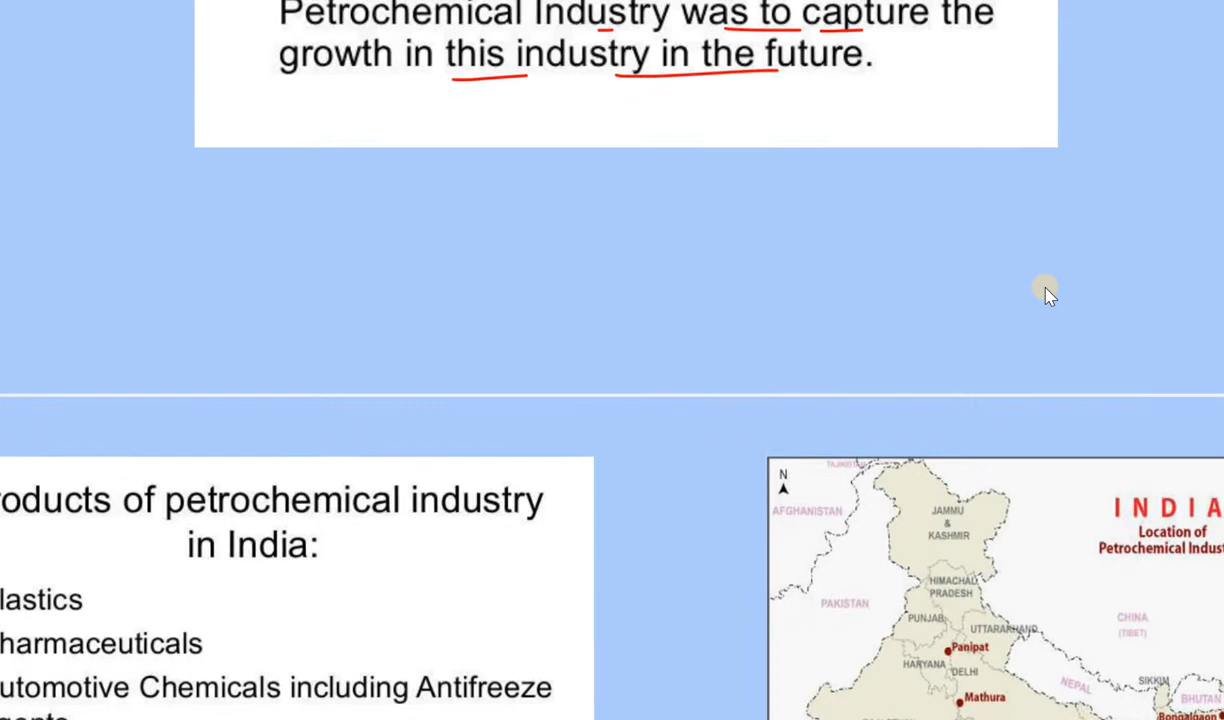 Petrochemical Industry was to capture the
growth in this industry in the future.
roducts of petrochemical industry
in India:
lastics
harmaceuticals
utomotive Chemicals including Antifreeze
N
INDIA
Location of
Petrochemical Indust
AFGHANISTAN
JAMMU
&
KASHMIR
HIMACHAL
PRADESH
PAKISTAN
PUNJAB
UTTARAKHAND
CHINA
(TIBET)
Panipat
HARYANA
DELHI
NEPAL
SIKKIM
BHUTAN
Mathura
Bongaigaon